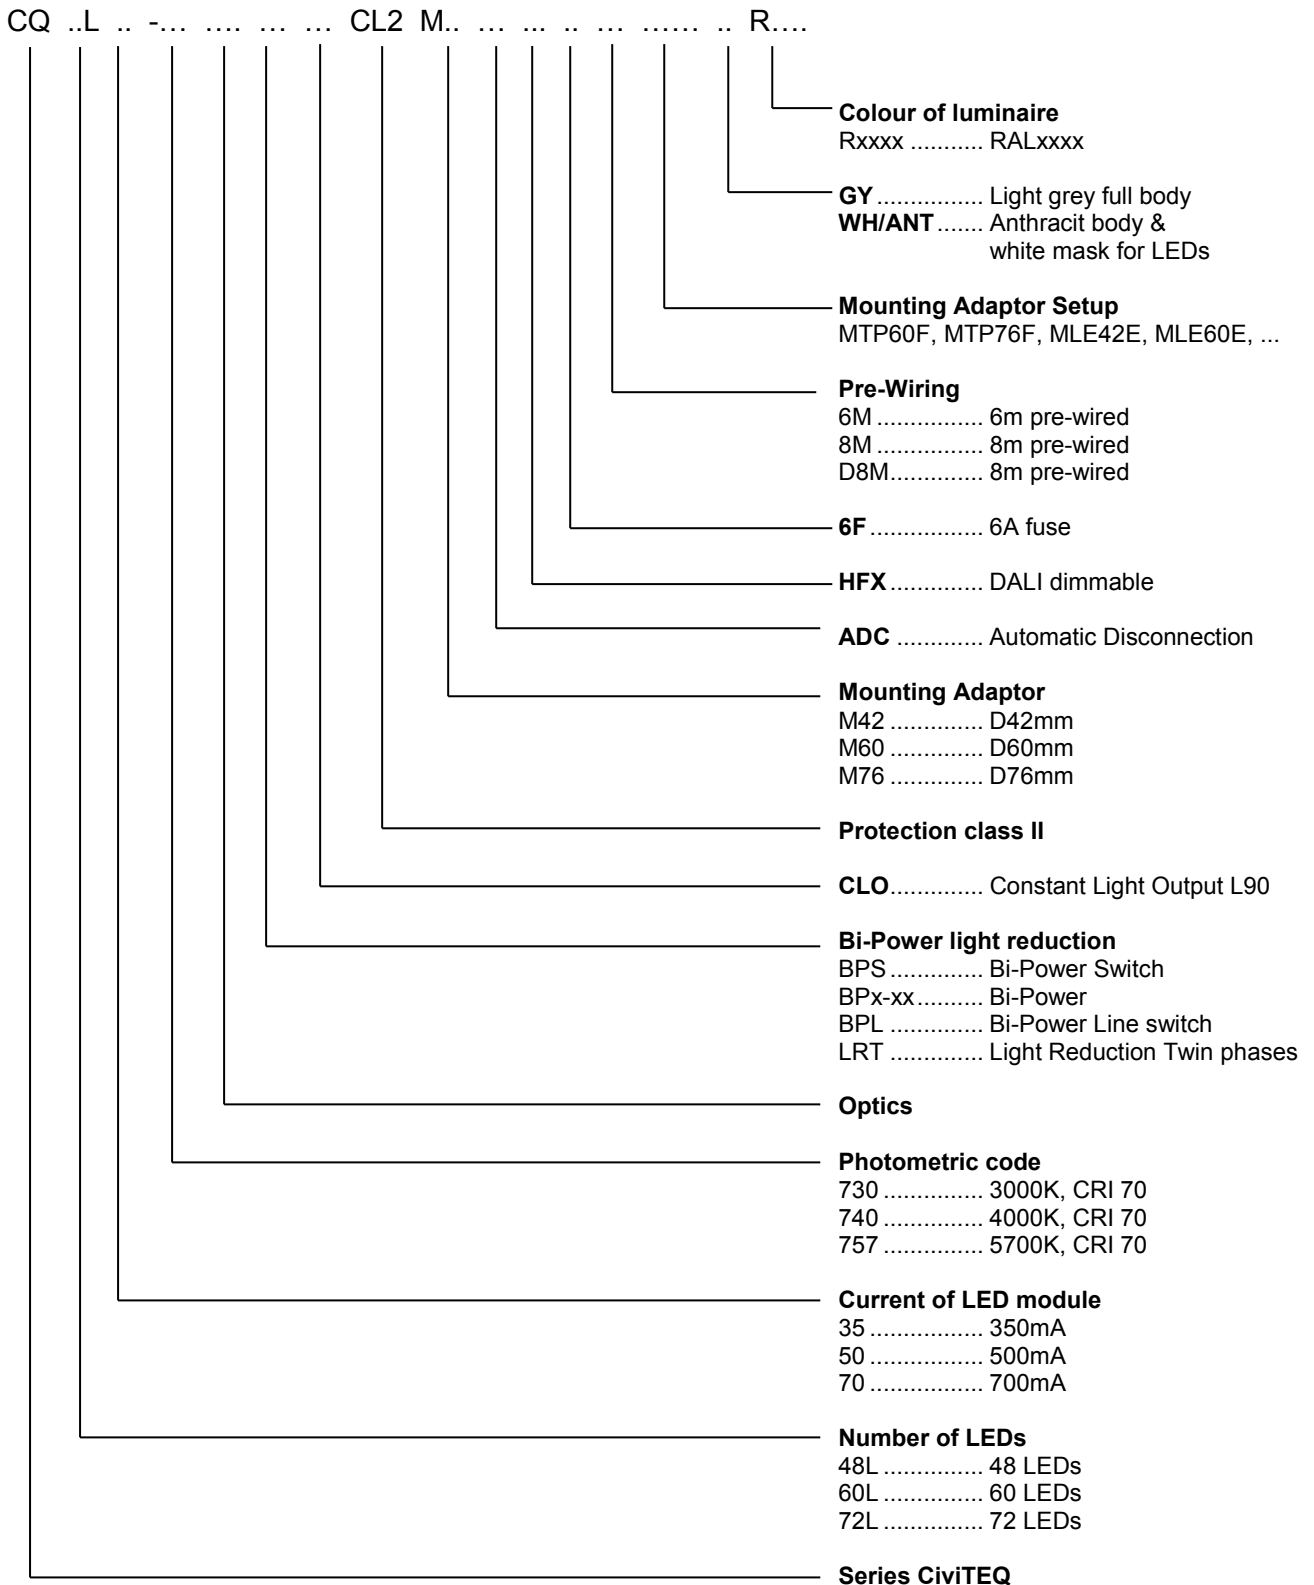 CQ ..L .. -... .... ... ... CL2 M.. ... ... .. ... ...... .. R....
Colour of luminaire
Rxxxx ........... RALxxxx
GY ................ Light grey full body
WH/ANT ....... Anthracit body &
white mask for LEDs
Mounting Adaptor Setup
MTP60F, MTP76F, MLE42E, MLE60E, ...
Pre-Wiring
6M ................ 6m pre-wired
8M ................ 8m pre-wired
D8M.............. 8m pre-wired
6F ................. 6A fuse
HFX .............. DALI dimmable
ADC ............. Automatic Disconnection
Mounting Adaptor
M42 .............. D42mm
M60 .............. D60mm
M76 .............. D76mm
Protection class II
CLO.............. Constant Light Output L90
Bi-Power light reduction
BPS .............. Bi-Power Switch
BPx-xx .......... Bi-Power
BPL .............. Bi-Power Line switch
LRT .............. Light Reduction Twin phases
Optics
Photometric code
730 ............... 3000K, CRI 70
740 ............... 4000K, CRI 70
757 ............... 5700K, CRI 70
Current of LED module
35 ................. 350mA
50 ................. 500mA
70 ................. 700mA
Number of LEDs
48L ............... 48 LEDs
60L ............... 60 LEDs
72L ............... 72 LEDs
Series CiviTEQ